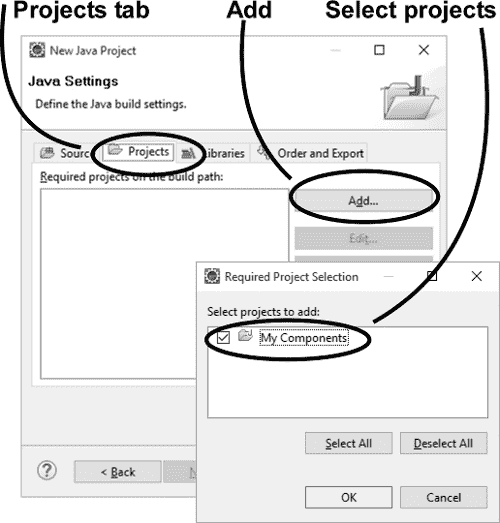 Projects tab Add Select projects
New Java Project
Java Settings
Define the Java build settings.
Source Projects Libraries Order and Export
Required projects on the build path:
Add...
Edit...
Required Project Selection
Select projects to add:
My Components
Select All Deselect All
? < Back
OK Cancel